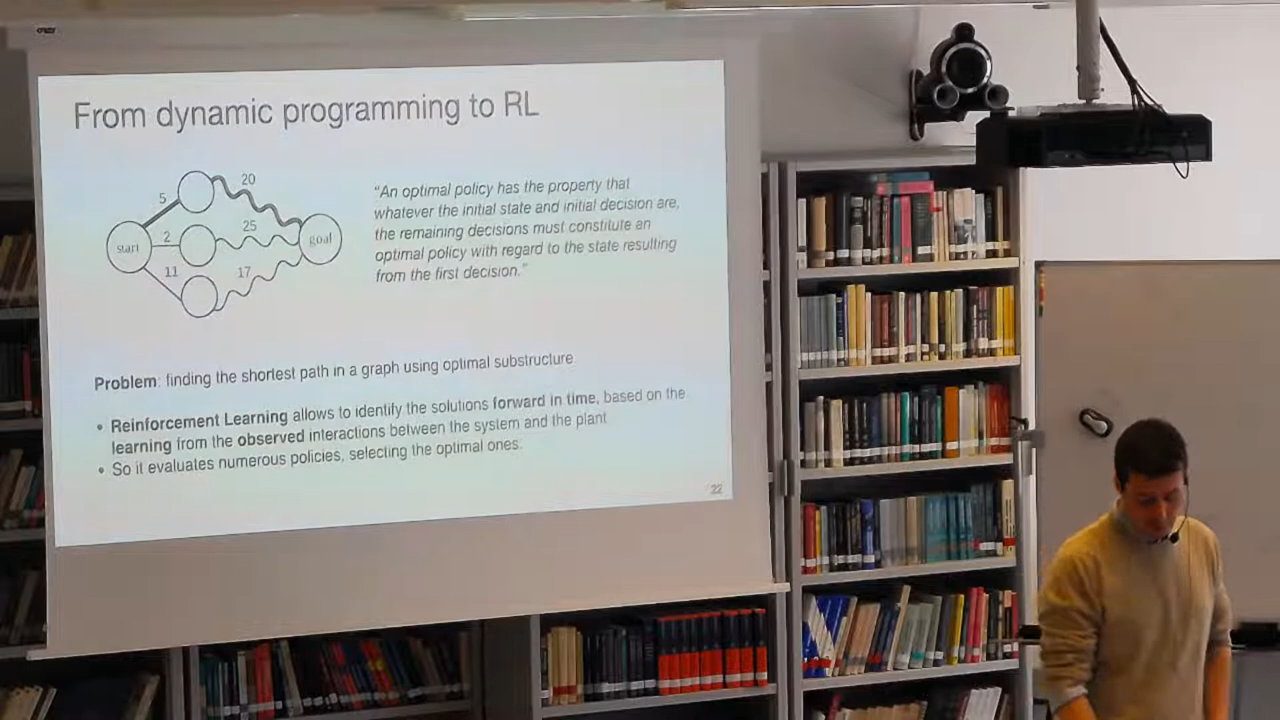 From dynamic programming to RL
20
5
"An optimal policy has the property that
whatever the initial state and initial decision are,
the remaining decisions must constitute an
optimal policy with regard to the state resulting
from the first decision."
start
2
25
goal
11
17
Problem: finding the shortest path in a graph using optimal substructure
• Reinforcement Learning allows to identify the solutions forward in time, based on the
learning from the observed interactions between the system and the plant
• So it evaluates numerous policies, selecting the optimal ones.
22